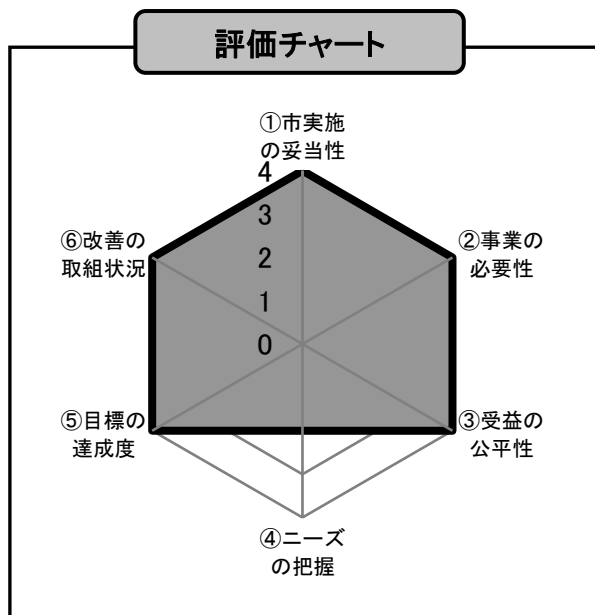 評価チャート
①市実施
の妥当性
4
3
2
1
0
②事業の
必要性
③受益の
公平性
④ニーズ
の把握
⑤目標の
達成度
⑥改善の
取組状況